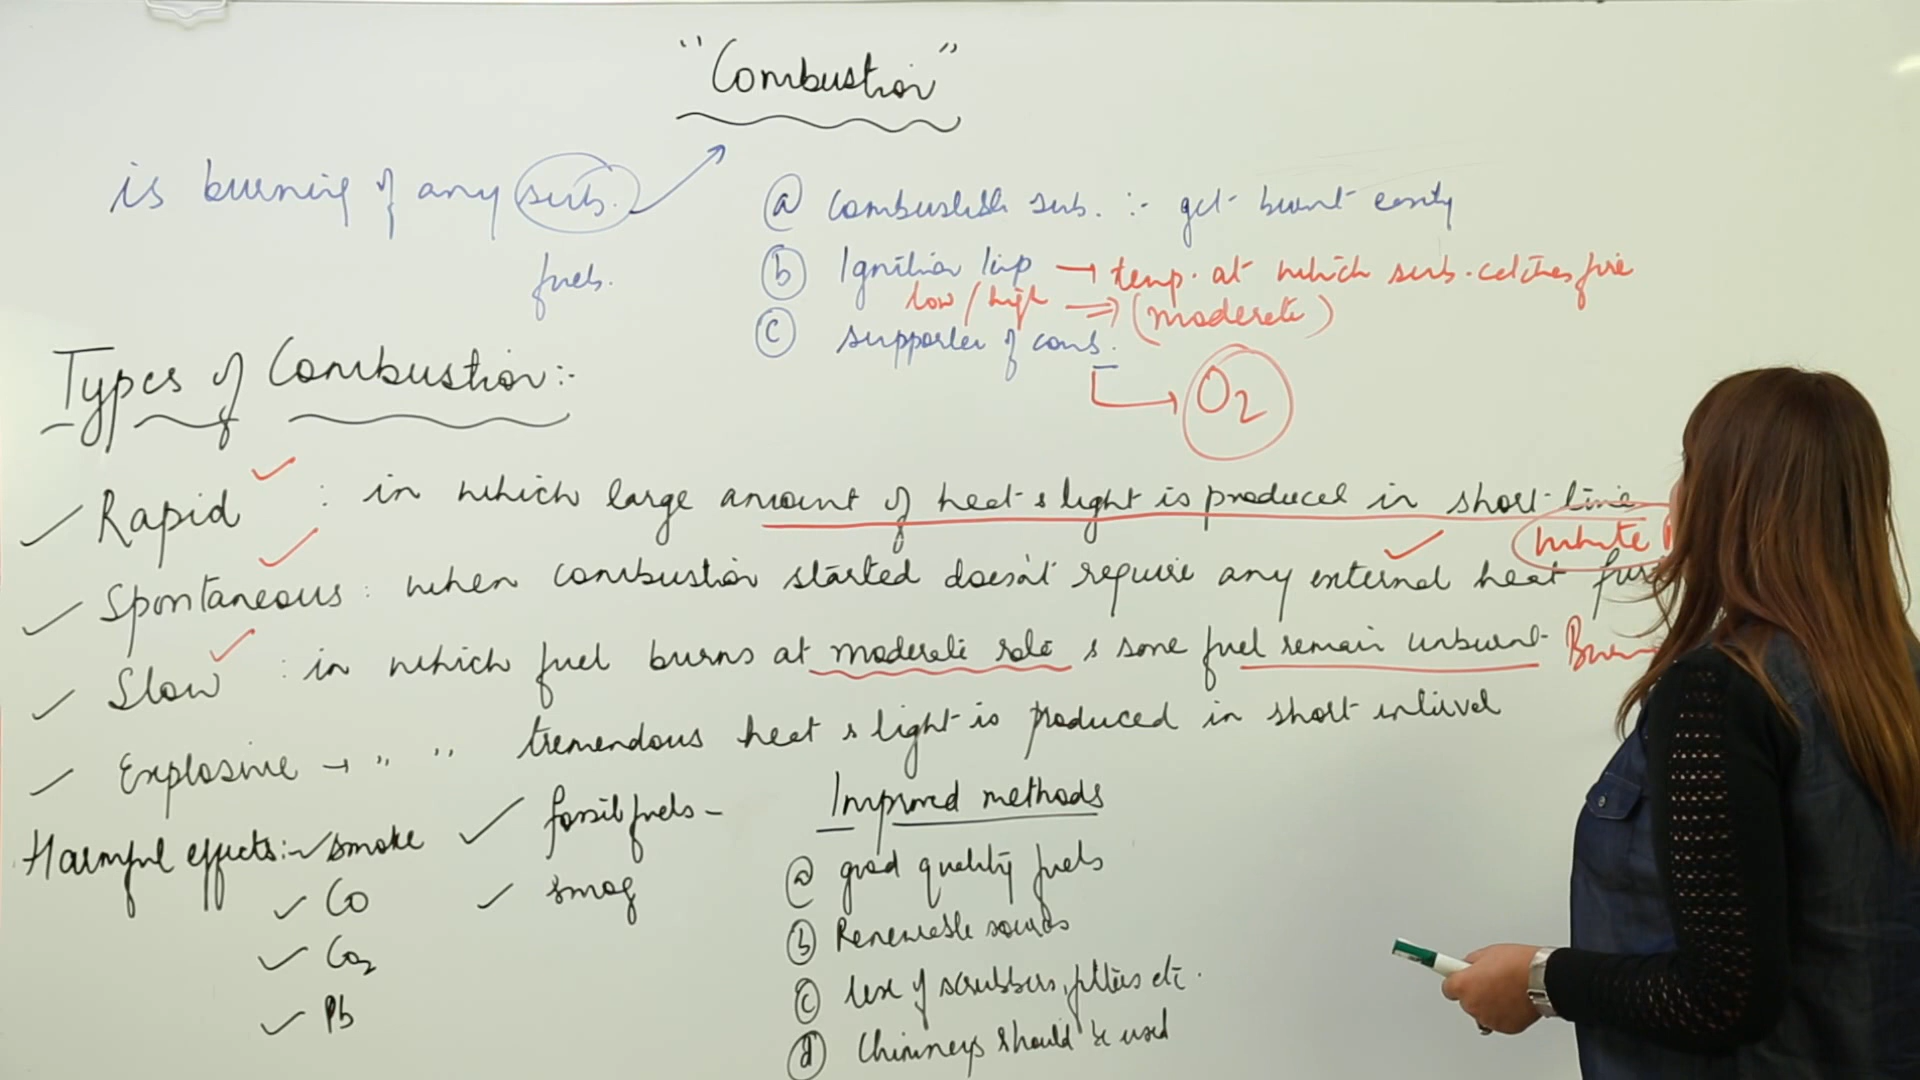 "Combustion"
is burning of any sub.
fuels.
(a) Combustible sub. :- get burnt easily
(b) Ignition temp → temp. at which sub. catches fire
low / high ⇒ (moderate)
(c) supporter of comb.
O2
Types of Combustion:-
✓ Rapid ✓ : in which large amount of heat & light is produced in short time
White
✓ Spontaneous ✓ : when combustion started doesn't require any external heat
✓ Slow ✓ : in which fuel burns at moderate rate & some fuel remain unburnt
✓ Explosive → " " tremendous heat & light is produced in short interval
Harmful effects:- ✓ smoke
✓ CO
✓ CO2
✓ Pb
✓ fossil fuels -
✓ smog
Improved methods
(a) good quality fuels
(b) Renewable sources
(c) Use of scrubbers, filters etc.
(d) Chimneys should be used